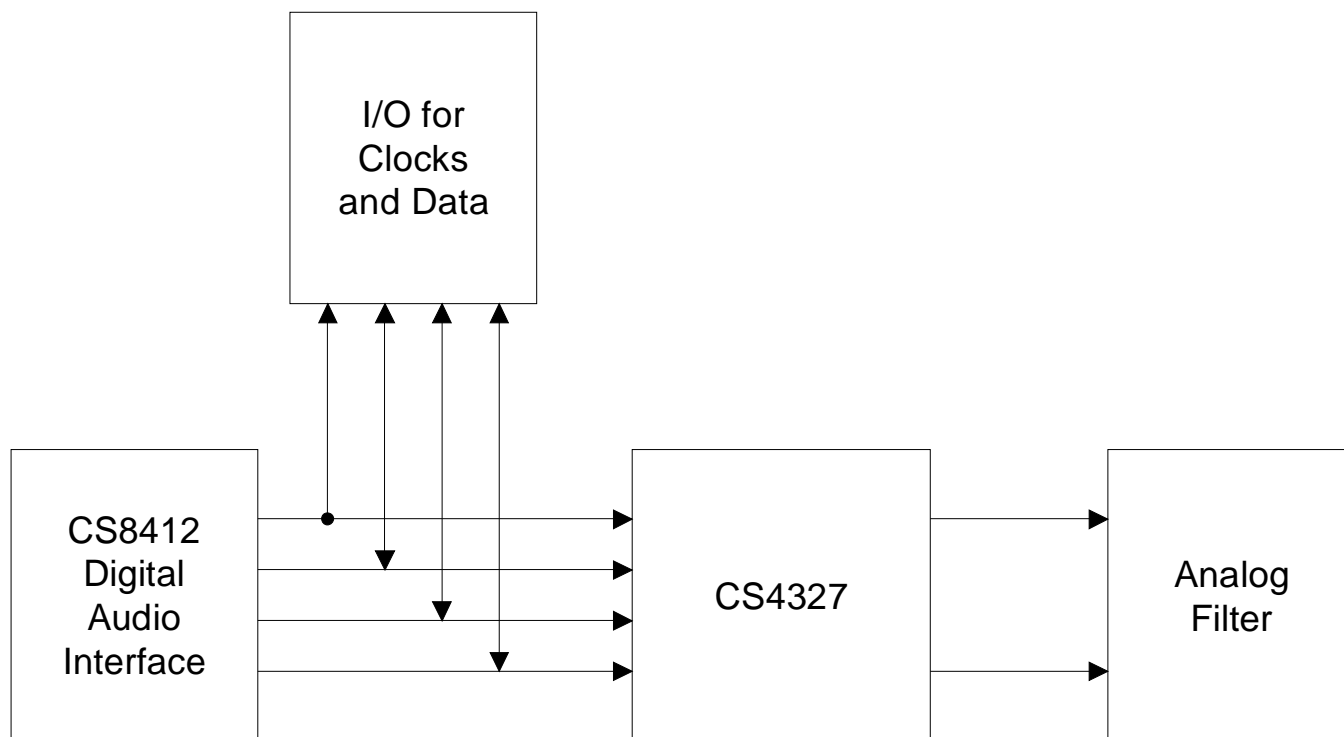 I/O for
Clocks
and Data
CS8412
Digital
Audio
Interface
CS4327
Analog
Filter